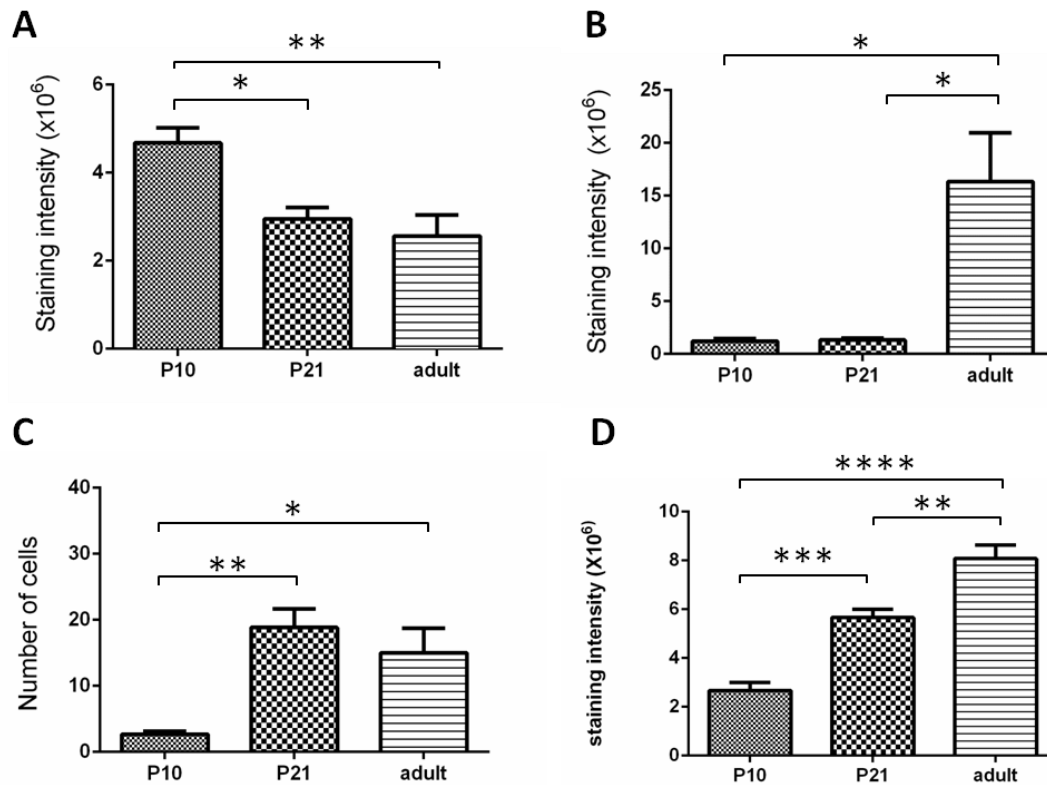 A
Staining intensity (x10⁶)
6
4
2
0
**
*
P10 P21 adult
B
Staining intensity (x10⁶)
25
20
15
10
5
0
*
*
P10 P21 adult
C
Number of cells
40
30
20
10
0
*
**
P10 P21 adult
D
staining intensity (X10⁶)
10
8
6
4
2
0
****
**
***
P10 P21 adult